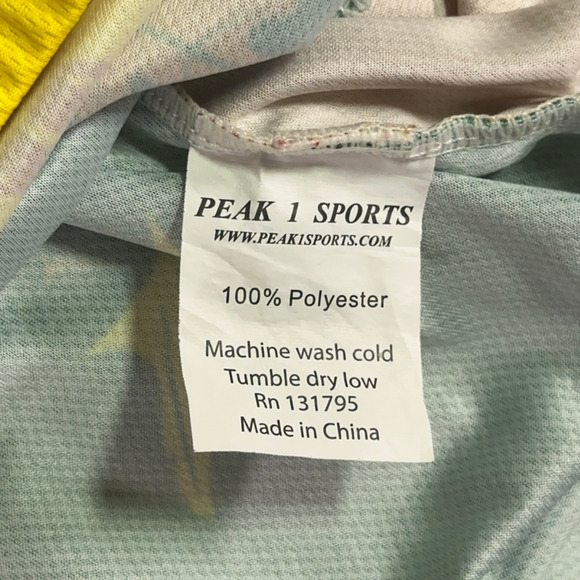 PEAK 1 SPORTS
WWW.PEAK1SPORTS.COM
100% Polyester
Machine wash cold
Tumble dry low
Rn 131795
Made in China